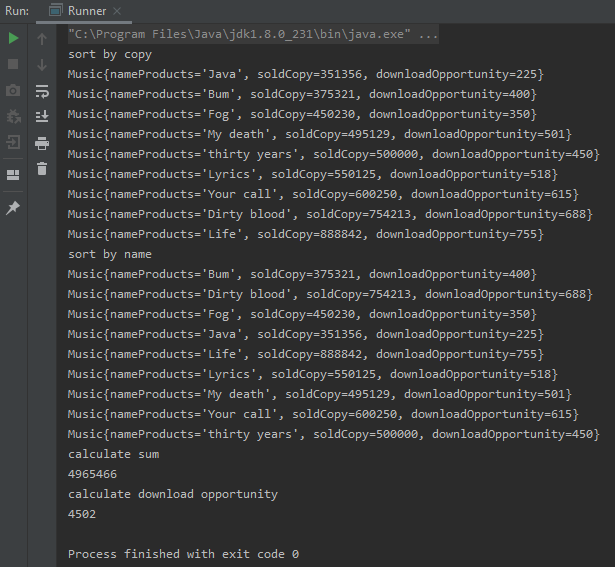 Run: Runner ×
"C:\Program Files\Java\jdk1.8.0_231\bin\java.exe" ...
sort by copy
Music{nameProducts='Java', soldCopy=351356, downloadOpportunity=225}
Music{nameProducts='Bum', soldCopy=375321, downloadOpportunity=400}
Music{nameProducts='Fog', soldCopy=450230, downloadOpportunity=350}
Music{nameProducts='My death', soldCopy=495129, downloadOpportunity=501}
Music{nameProducts='thirty years', soldCopy=500000, downloadOpportunity=450}
Music{nameProducts='Lyrics', soldCopy=550125, downloadOpportunity=518}
Music{nameProducts='Your call', soldCopy=600250, downloadOpportunity=615}
Music{nameProducts='Dirty blood', soldCopy=754213, downloadOpportunity=688}
Music{nameProducts='Life', soldCopy=888842, downloadOpportunity=755}
sort by name
Music{nameProducts='Bum', soldCopy=375321, downloadOpportunity=400}
Music{nameProducts='Dirty blood', soldCopy=754213, downloadOpportunity=688}
Music{nameProducts='Fog', soldCopy=450230, downloadOpportunity=350}
Music{nameProducts='Java', soldCopy=351356, downloadOpportunity=225}
Music{nameProducts='Life', soldCopy=888842, downloadOpportunity=755}
Music{nameProducts='Lyrics', soldCopy=550125, downloadOpportunity=518}
Music{nameProducts='My death', soldCopy=495129, downloadOpportunity=501}
Music{nameProducts='Your call', soldCopy=600250, downloadOpportunity=615}
Music{nameProducts='thirty years', soldCopy=500000, downloadOpportunity=450}
calculate sum
4965466
calculate download opportunity
4502
Process finished with exit code 0